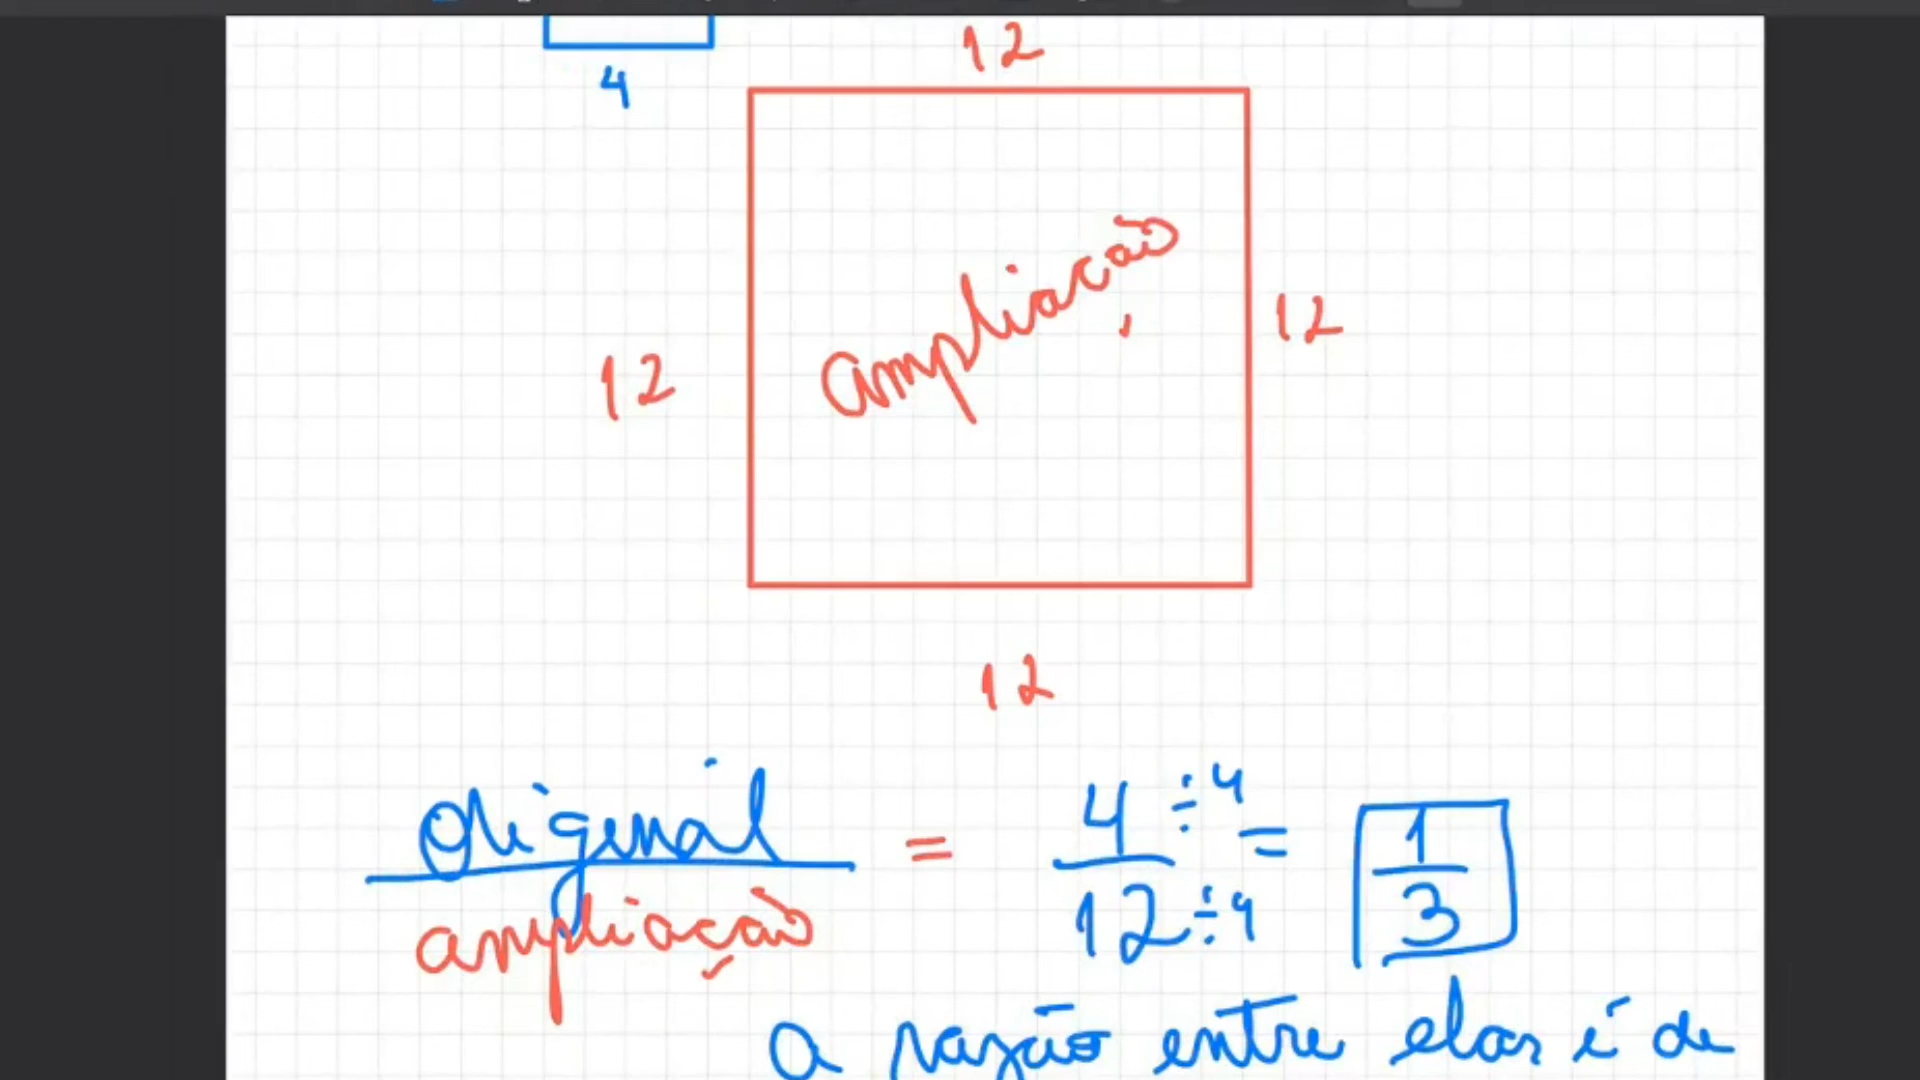 12
4
ampliação
12
12
12
original = 4 ÷4 = 1
ampliação 12 ÷4 3
a razão entre elas é de